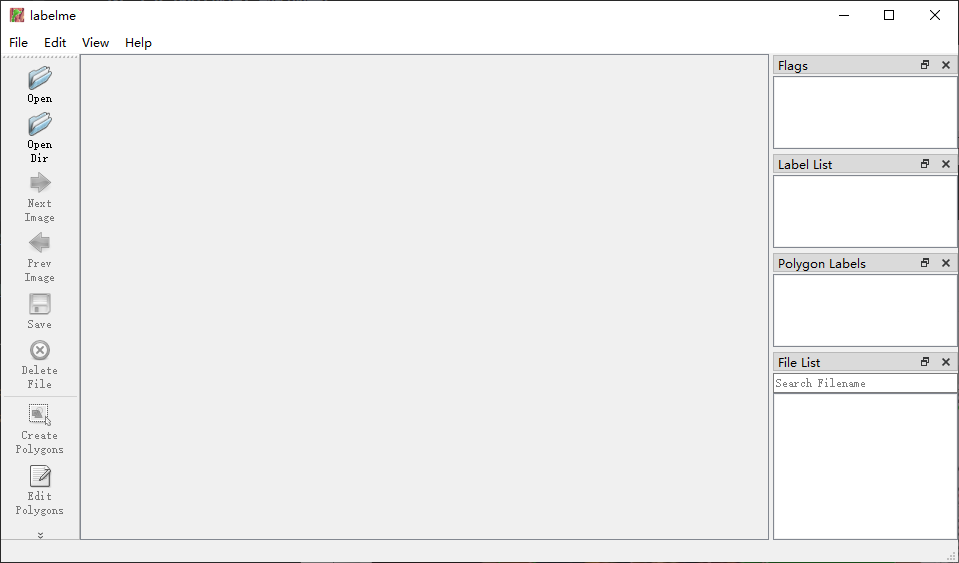 labelme
File Edit View Help
Open
Open
Dir
Next
Image
Prev
Image
Save
Delete
File
Create
Polygons
Edit
Polygons
Flags
Label List
Polygon Labels
File List
Search Filename